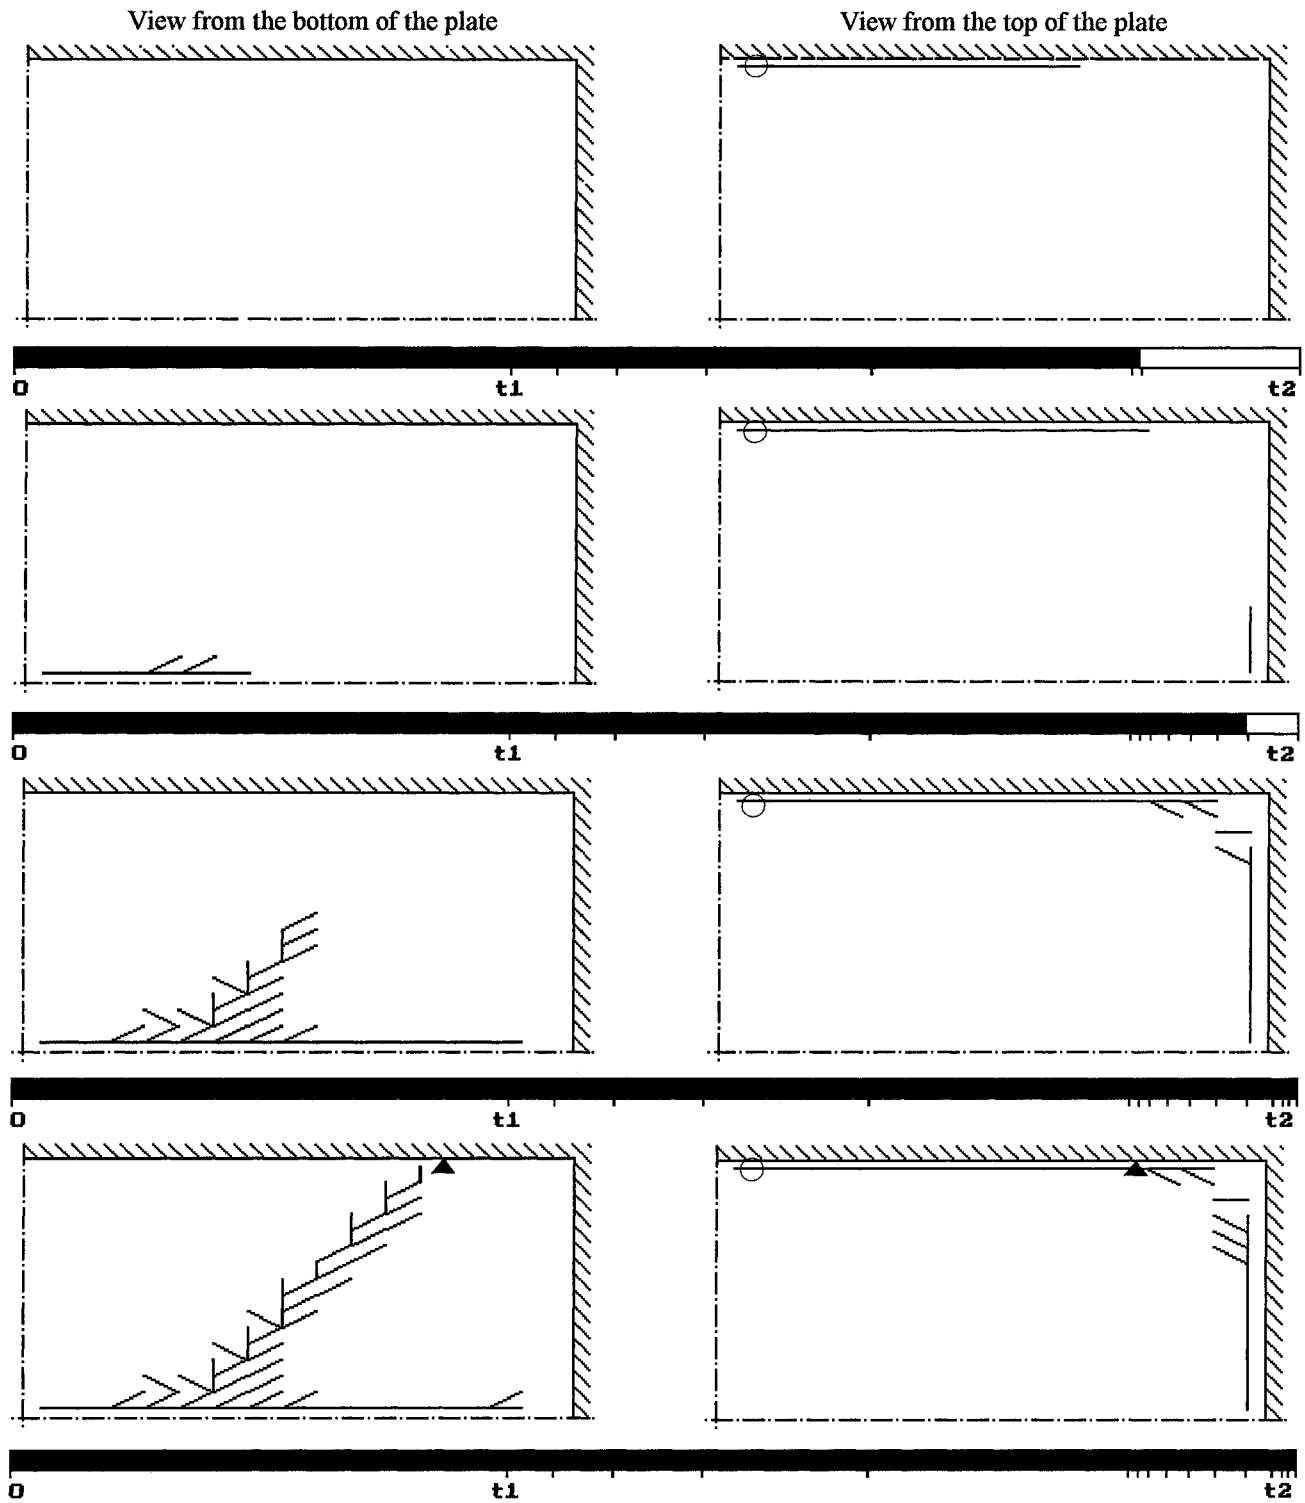 View from the bottom of the plate View from the top of the plate
0 t1 t2
0 t1 t2
0 t1 t2
0 t1 t2